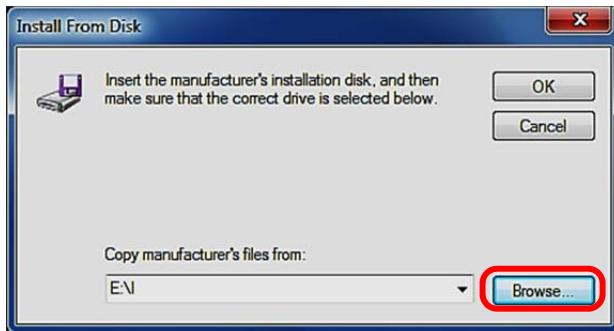 Install From Disk
Insert the manufacturer's installation disk, and then
make sure that the correct drive is selected below.
OK
Cancel
Copy manufacturer's files from:
E:\I
Browse...